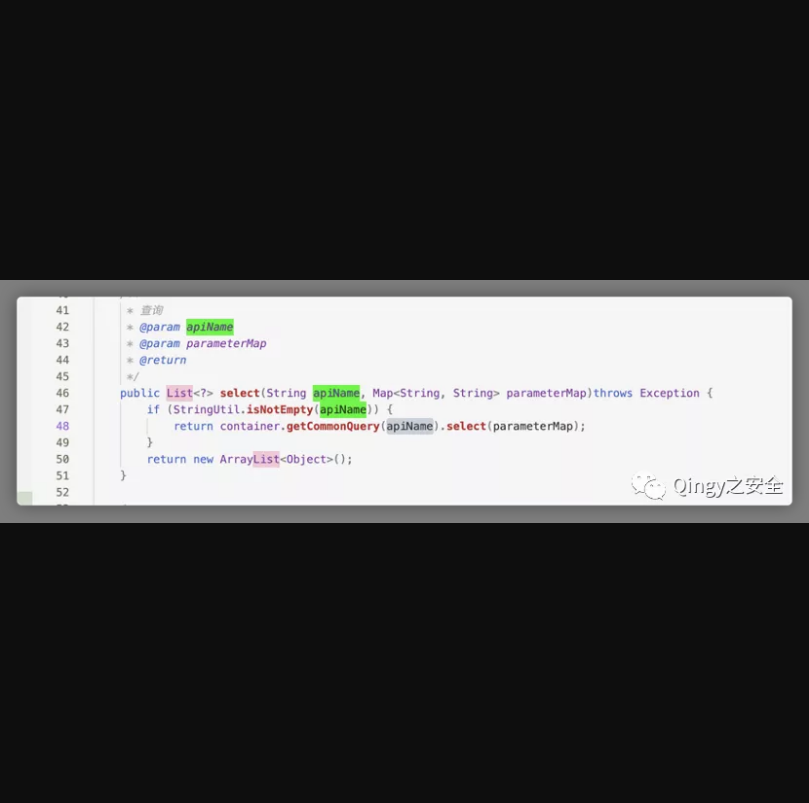 41 * 查询
42 * @param apiName
43 * @param parameterMap
44 * @return
45 */
46 public List<?> select(String apiName, Map<String, String> parameterMap)throws Exception {
47 if (StringUtil.isNotEmpty(apiName)) {
48 return container.getCommonQuery(apiName).select(parameterMap);
49 }
50 return new ArrayList<Object>();
51 }
52
Qingy之安全